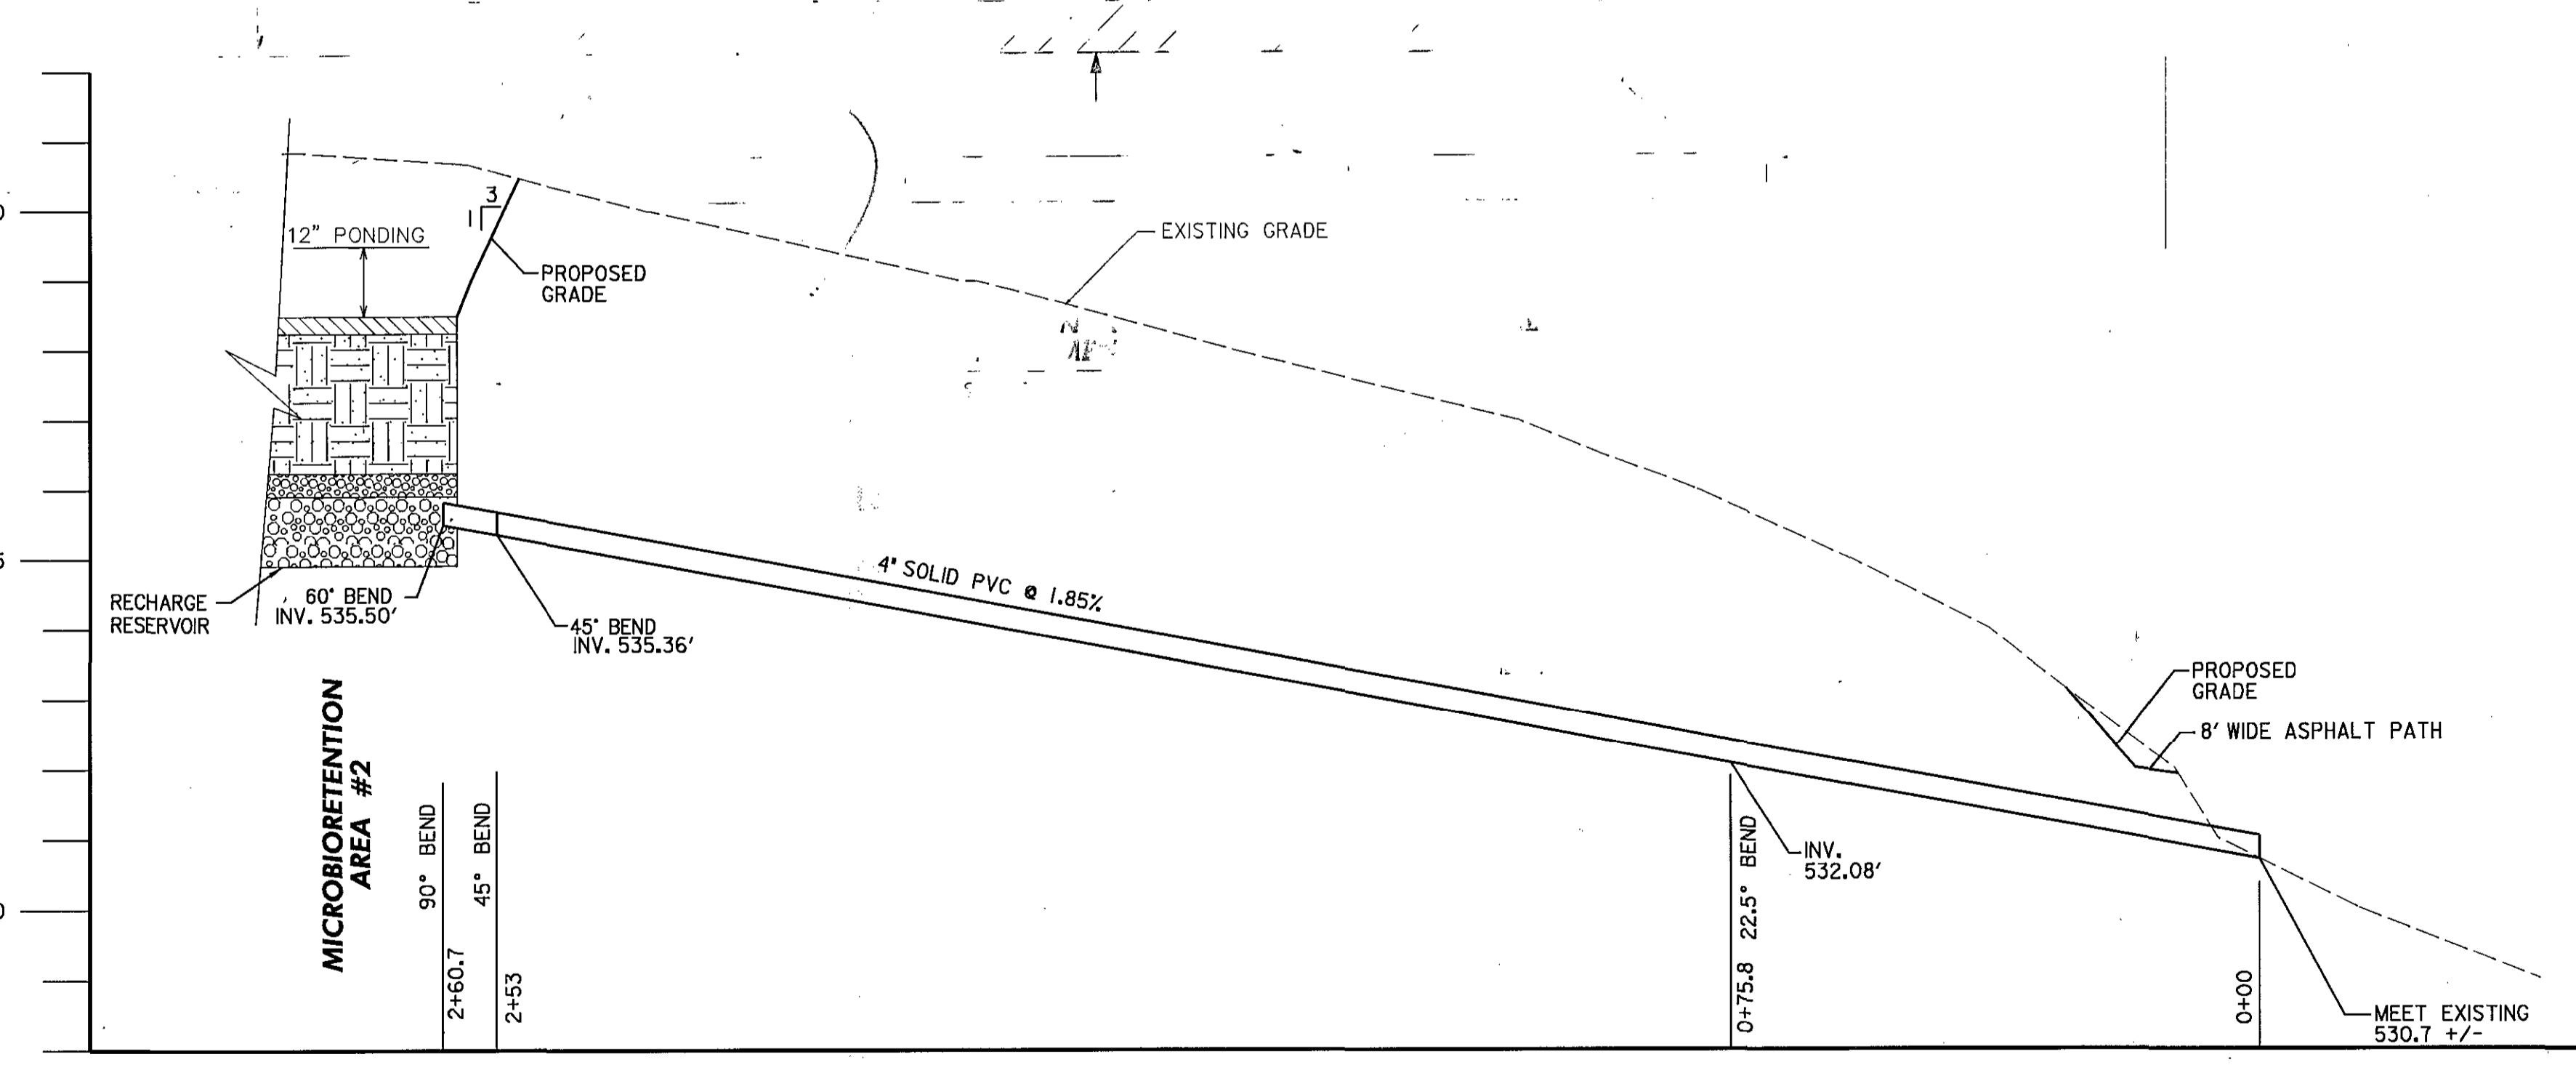 0
3
1
12" PONDING
PROPOSED
GRADE
EXISTING GRADE
5
RECHARGE
RESERVOIR
60° BEND
INV. 535.50'
45° BEND
INV. 535.36'
4" SOLID PVC @ 1.85%
PROPOSED
GRADE
8' WIDE ASPHALT PATH
MICROBIORETENTION
AREA #2
90° BEND
2+60.7
45° BEND
2+53
22.5° BEND
0+75.8
INV.
532.08'
0
0+00
MEET EXISTING
530.7 +/-